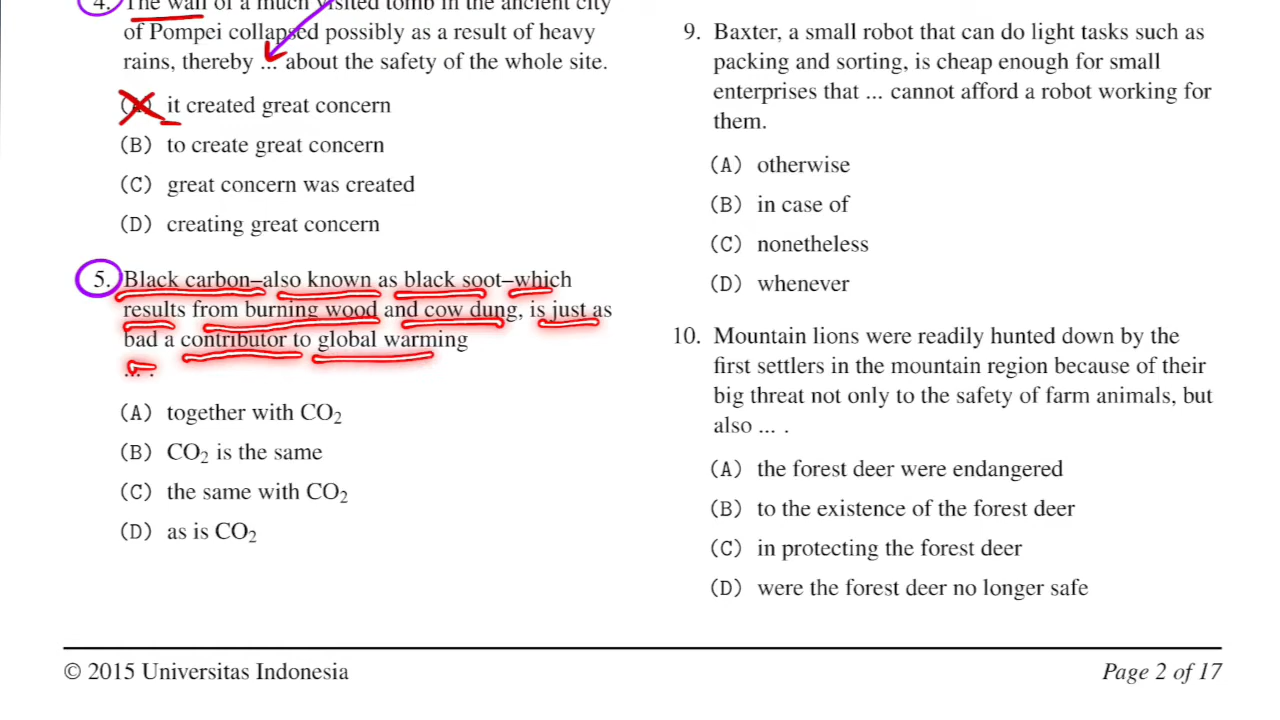 4. The wall of a much visited tomb in the ancient city
of Pompei collapsed possibly as a result of heavy
rains, thereby ... about the safety of the whole site.
(A) it created great concern
(B) to create great concern
(C) great concern was created
(D) creating great concern
5. Black carbon–also known as black soot–which
results from burning wood and cow dung, is just as
bad a contributor to global warming
... .
(A) together with CO₂
(B) CO₂ is the same
(C) the same with CO₂
(D) as is CO₂
9. Baxter, a small robot that can do light tasks such as
packing and sorting, is cheap enough for small
enterprises that ... cannot afford a robot working for
them.
(A) otherwise
(B) in case of
(C) nonetheless
(D) whenever
10. Mountain lions were readily hunted down by the
first settlers in the mountain region because of their
big threat not only to the safety of farm animals, but
also ... .
(A) the forest deer were endangered
(B) to the existence of the forest deer
(C) in protecting the forest deer
(D) were the forest deer no longer safe
© 2015 Universitas Indonesia
Page 2 of 17